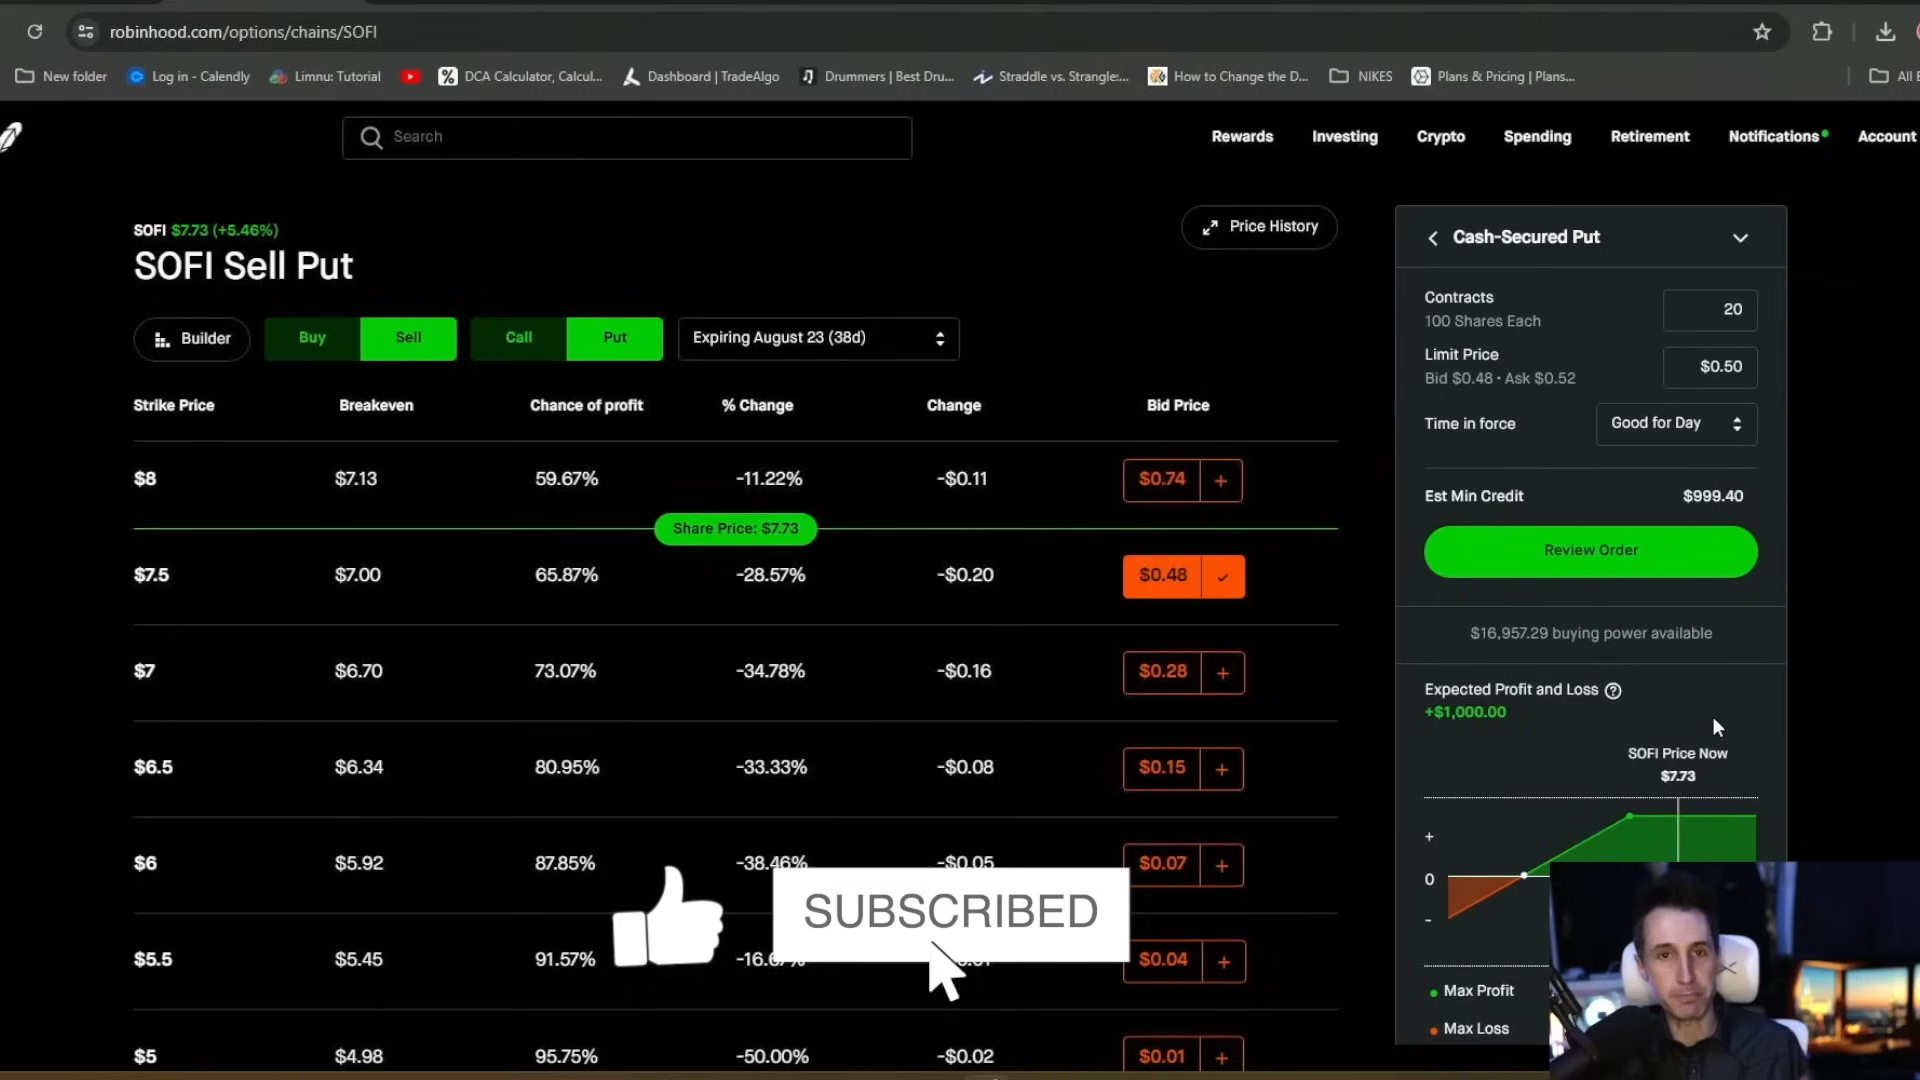 robinhood.com/options/chains/SOFI
New folder
Log in - Calendly
Limnu: Tutorial
DCA Calculator, Calcul...
Dashboard | TradeAlgo
Drummers | Best Dru...
Straddle vs. Strangle:...
How to Change the D...
NIKES
Plans & Pricing | Plans...
All
Search
Rewards
Investing
Crypto
Spending
Retirement
Notifications
Account
SOFI $7.73 (+5.46%)
SOFI Sell Put
Price History
Builder
Buy
Sell
Call
Put
Expiring August 23 (38d)
Strike Price Breakeven Chance of profit % Change Change Bid Price
$8 $7.13 59.67% -11.22% -$0.11 $0.74 +
Share Price: $7.73
$7.5 $7.00 65.87% -28.57% -$0.20 $0.48
$7 $6.70 73.07% -34.78% -$0.16 $0.28 +
$6.5 $6.34 80.95% -33.33% -$0.08 $0.15 +
$6 $5.92 87.85% -38.46% -$0.05 $0.07 +
$5.5 $5.45 91.57% $0.04 +
$5 $4.98 95.75% -50.00% -$0.02 $0.01 +
SUBSCRIBED
Cash-Secured Put
Contracts
100 Shares Each
20
Limit Price
Bid $0.48 • Ask $0.52
$0.50
Time in force
Good for Day
Est Min Credit
$999.40
Review Order
$16,957.29 buying power available
Expected Profit and Loss ?
+$1,000.00
SOFI Price Now
$7.73
+
0
-
Max Profit
Max Loss